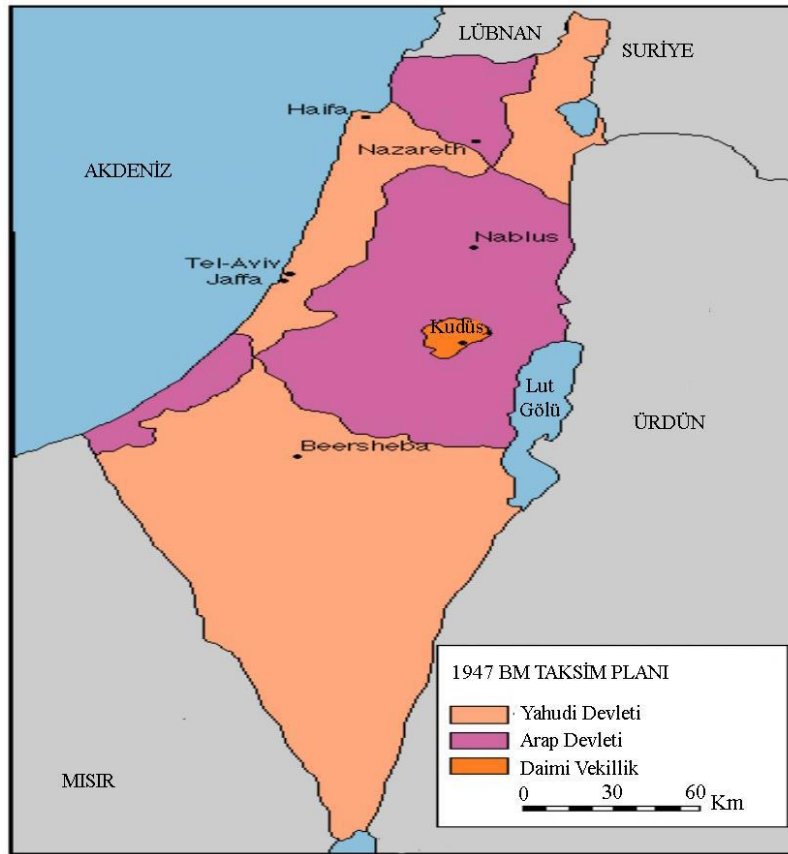 LÜBNAN
SURİYE
Haifa
Nazareth
AKDENİZ
Nablus
Tel-Aviv
Jaffa
Kudüs
Lut
Gölü
ÜRDÜN
Beersheba
1947 BM TAKSİM PLANI
Yahudi Devleti
Arap Devleti
Daimi Vekillik
0 30 60
Km
MISIR